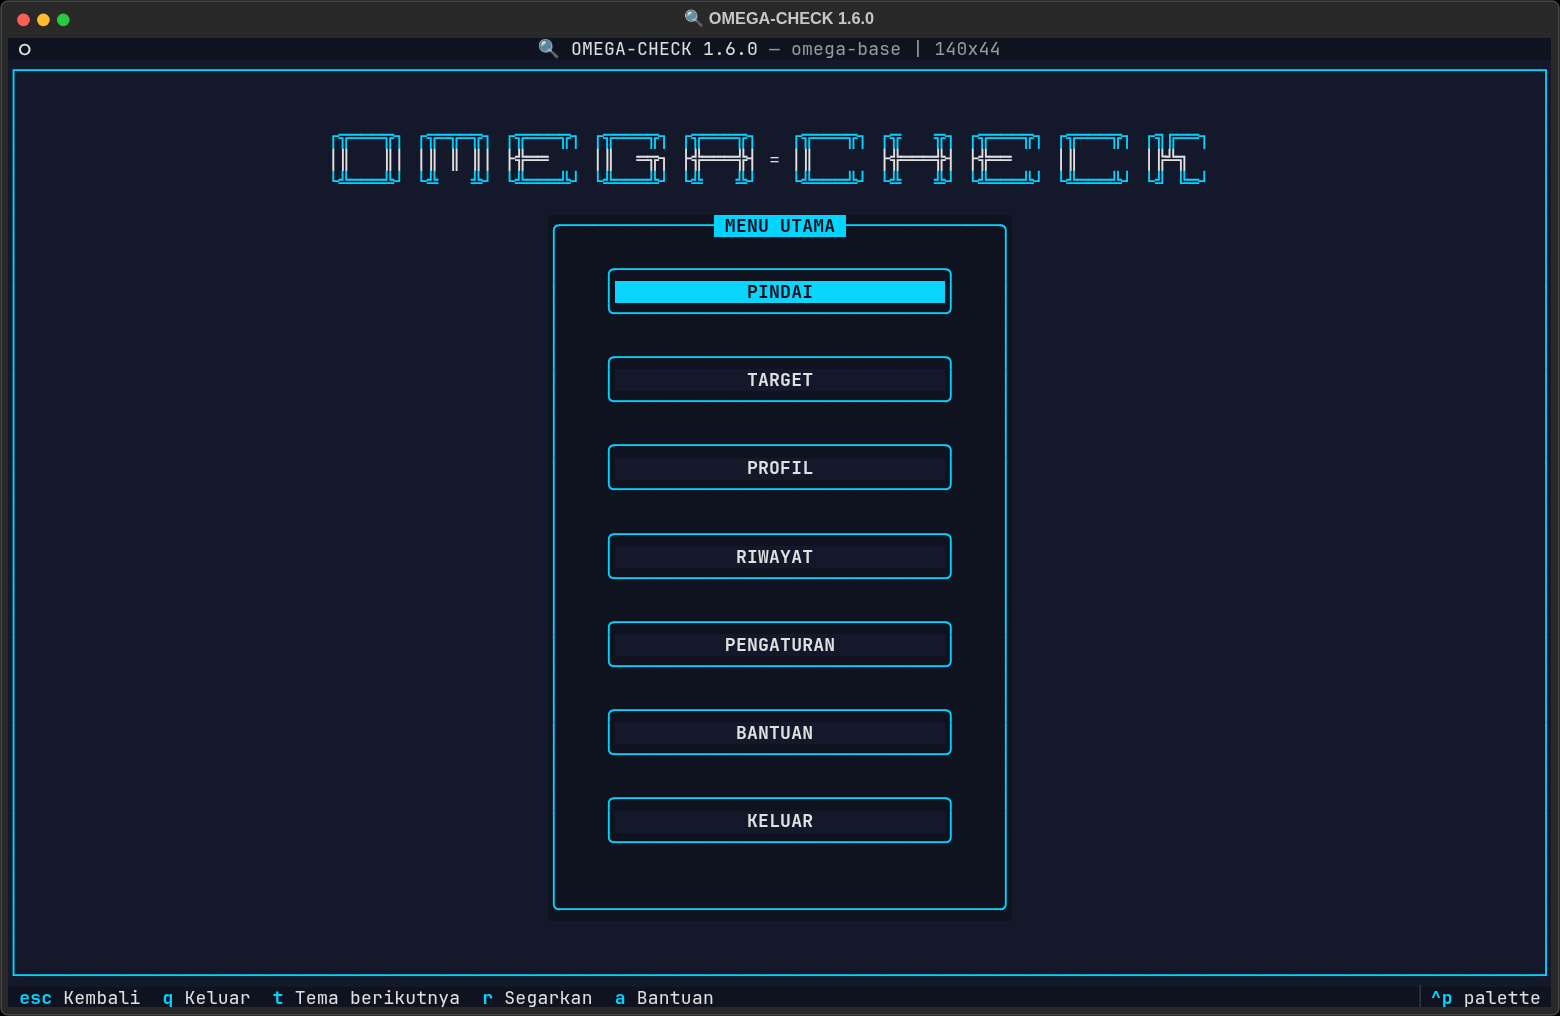 🔍 OMEGA-CHECK 1.6.0
O 🔍 OMEGA-CHECK 1.6.0 — omega-base | 140x44
OMEGA=CHECK
MENU UTAMA
PINDAI
TARGET
PROFIL
RIWAYAT
PENGATURAN
BANTUAN
KELUAR
esc Kembali q Keluar t Tema berikutnya r Segarkan a Bantuan ^p palette